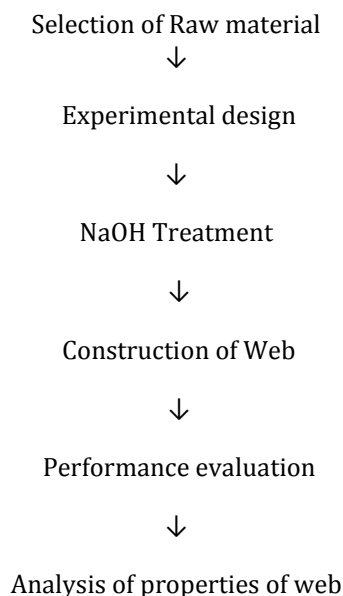 Selection of Raw material
↓
Experimental design
↓
NaOH Treatment
↓
Construction of Web
↓
Performance evaluation
↓
Analysis of properties of web